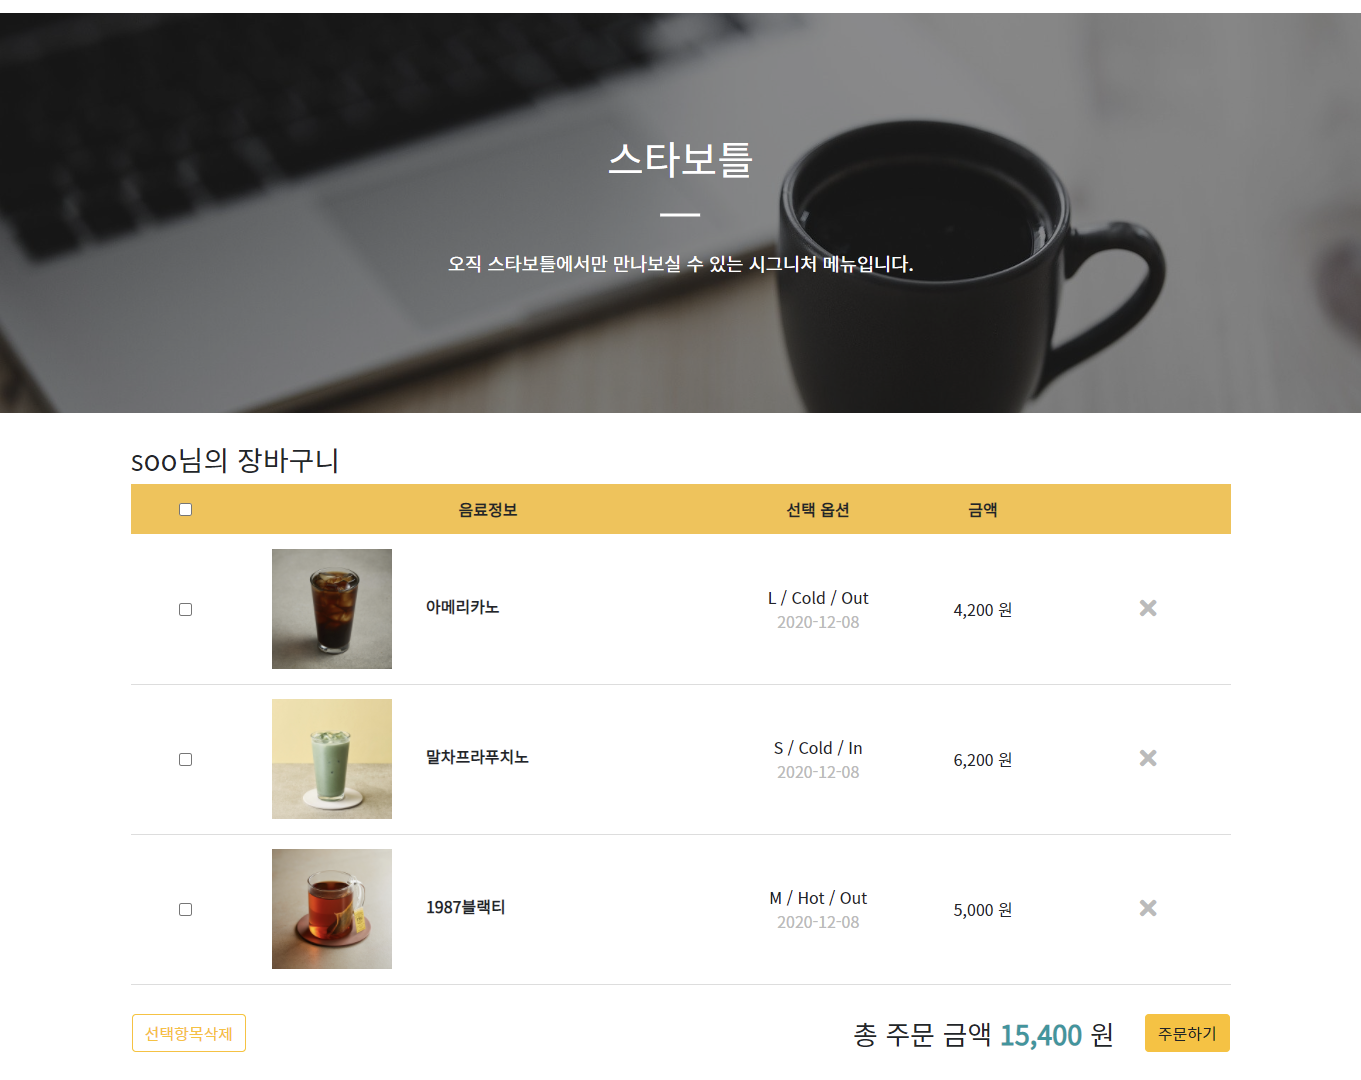 스타보틀
오직 스타보틀에서만 만나보실 수 있는 시그니처 메뉴입니다.
soo님의 장바구니
음료정보 선택 옵션 금액
아메리카노
L / Cold / Out
2020-12-08
4,200 원
말차프라푸치노
S / Cold / In
2020-12-08
6,200 원
1987블랙티
M / Hot / Out
2020-12-08
5,000 원
선택항목삭제
총 주문 금액 15,400 원
주문하기